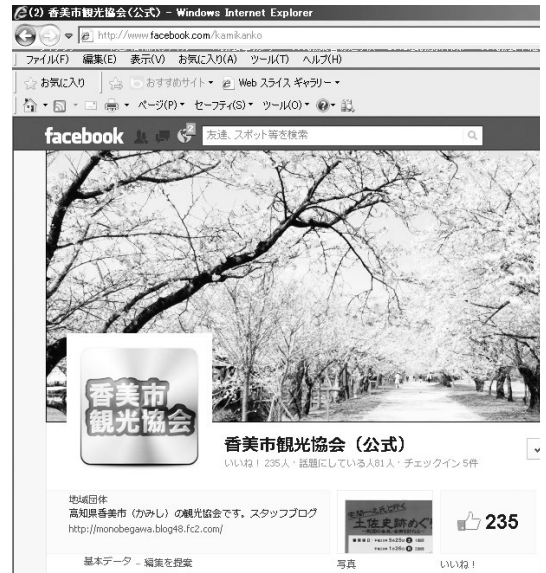 (2) 香美市観光協会(公式) - Windows Internet Explorer
http://www.facebook.com/kamikanko
ファイル(F) 編集(E) 表示(V) お気に入り(A) ツール(T) ヘルプ(H)
お気に入り おすすめサイト Web スライス ギャラリー
ページ(P) セーフティ(S) ツール(O)
facebook 2 友達、スポット等を検索
香美市
観光協会
香美市観光協会（公式）
いいね！ 235人・話題にしている人81人・チェックイン 5件
地域団体
高知県香美市（かみし）の観光協会です。スタッフブログ
http://monobegawa.blog48.fc2.com/
土佐史跡めぐり
235
基本データ - 編集を提案
写真
いいね！